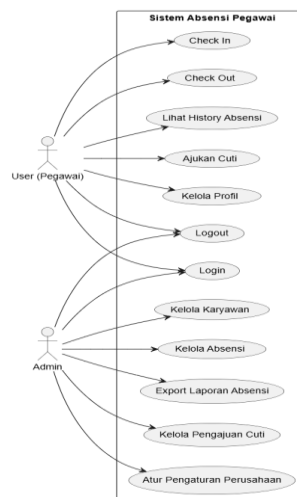 Sistem Absensi Pegawai
Check In
Check Out
Lihat History Absensi
Ajukan Cuti
User (Pegawai)
Kelola Profil
Logout
Login
Kelola Karyawan
Kelola Absensi
Admin
Export Laporan Absensi
Kelola Pengajuan Cuti
Atur Pengaturan Perusahaan